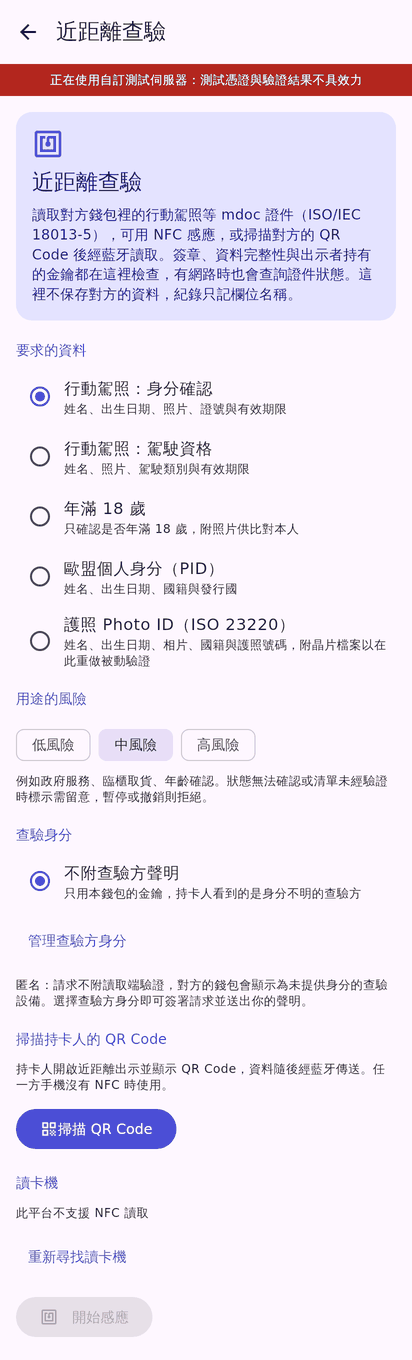 近距離查驗
正在使用自訂測試伺服器：測試憑證與驗證結果不具效力
近距離查驗
讀取對方錢包裡的行動駕照等 mdoc 證件（ISO/IEC
18013-5），可用 NFC 感應，或掃描對方的 QR
Code 後經藍牙讀取。簽章、資料完整性與出示者持有
的金鑰都在這裡檢查，有網路時也會查詢證件狀態。這
裡不保存對方的資料，紀錄只記欄位名稱。
要求的資料
行動駕照：身分確認
姓名、出生日期、照片、證號與有效期限
行動駕照：駕駛資格
姓名、照片、駕駛類別與有效期限
年滿 18 歲
只確認是否年滿 18 歲，附照片供比對本人
歐盟個人身分（PID）
姓名、出生日期、國籍與發行國
護照 Photo ID（ISO 23220）
姓名、出生日期、相片、國籍與護照號碼，附晶片檔案以在
此重做被動驗證
用途的風險
低風險
中風險
高風險
例如政府服務、臨櫃取貨、年齡確認。狀態無法確認或清單未經驗證
時標示需留意，暫停或撤銷則拒絕。
查驗身分
不附查驗方聲明
只用本錢包的金鑰，持卡人看到的是身分不明的查驗方
管理查驗方身分
匿名：請求不附讀取端驗證，對方的錢包會顯示為未提供身分的查驗
設備。選擇查驗方身分即可簽署請求並送出你的聲明。
掃描持卡人的 QR Code
持卡人開啟近距離出示並顯示 QR Code，資料隨後經藍牙傳送。任
一方手機沒有 NFC 時使用。
掃描 QR Code
讀卡機
此平台不支援 NFC 讀取
重新尋找讀卡機
開始感應